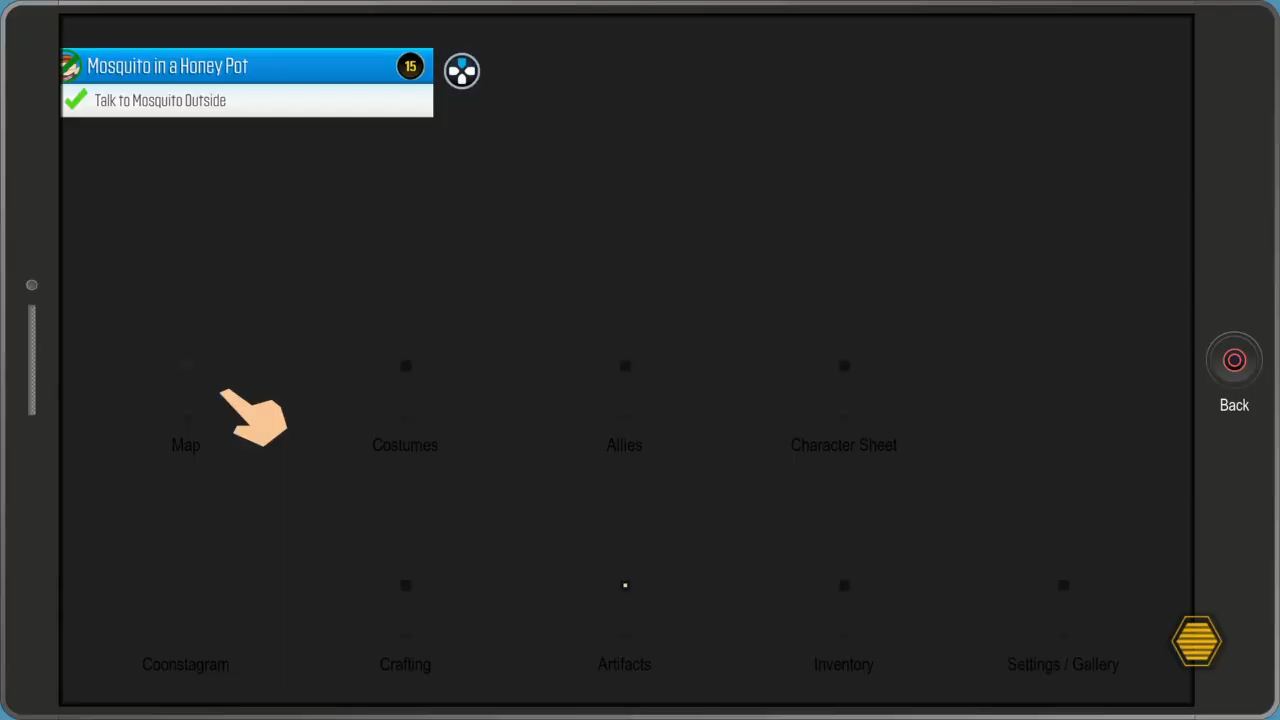 Mosquito in a Honey Pot 15
Talk to Mosquito Outside
Back
Map Costumes Allies Character Sheet
Coonstagram Crafting Artifacts Inventory Settings / Gallery